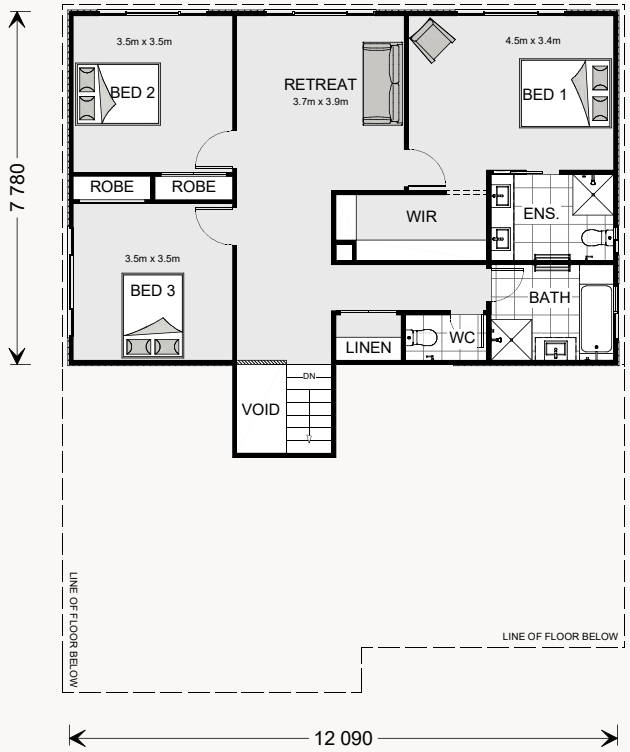 3.5m x 3.5m
BED 2
RETREAT
3.7m x 3.9m
4.5m x 3.4m
BED 1
7 780
ROBE
ROBE
WIR
ENS.
3.5m x 3.5m
BED 3
BATH
LINEN
WC
DN
VOID
LINE OF FLOOR BELOW
LINE OF FLOOR BELOW
12 090